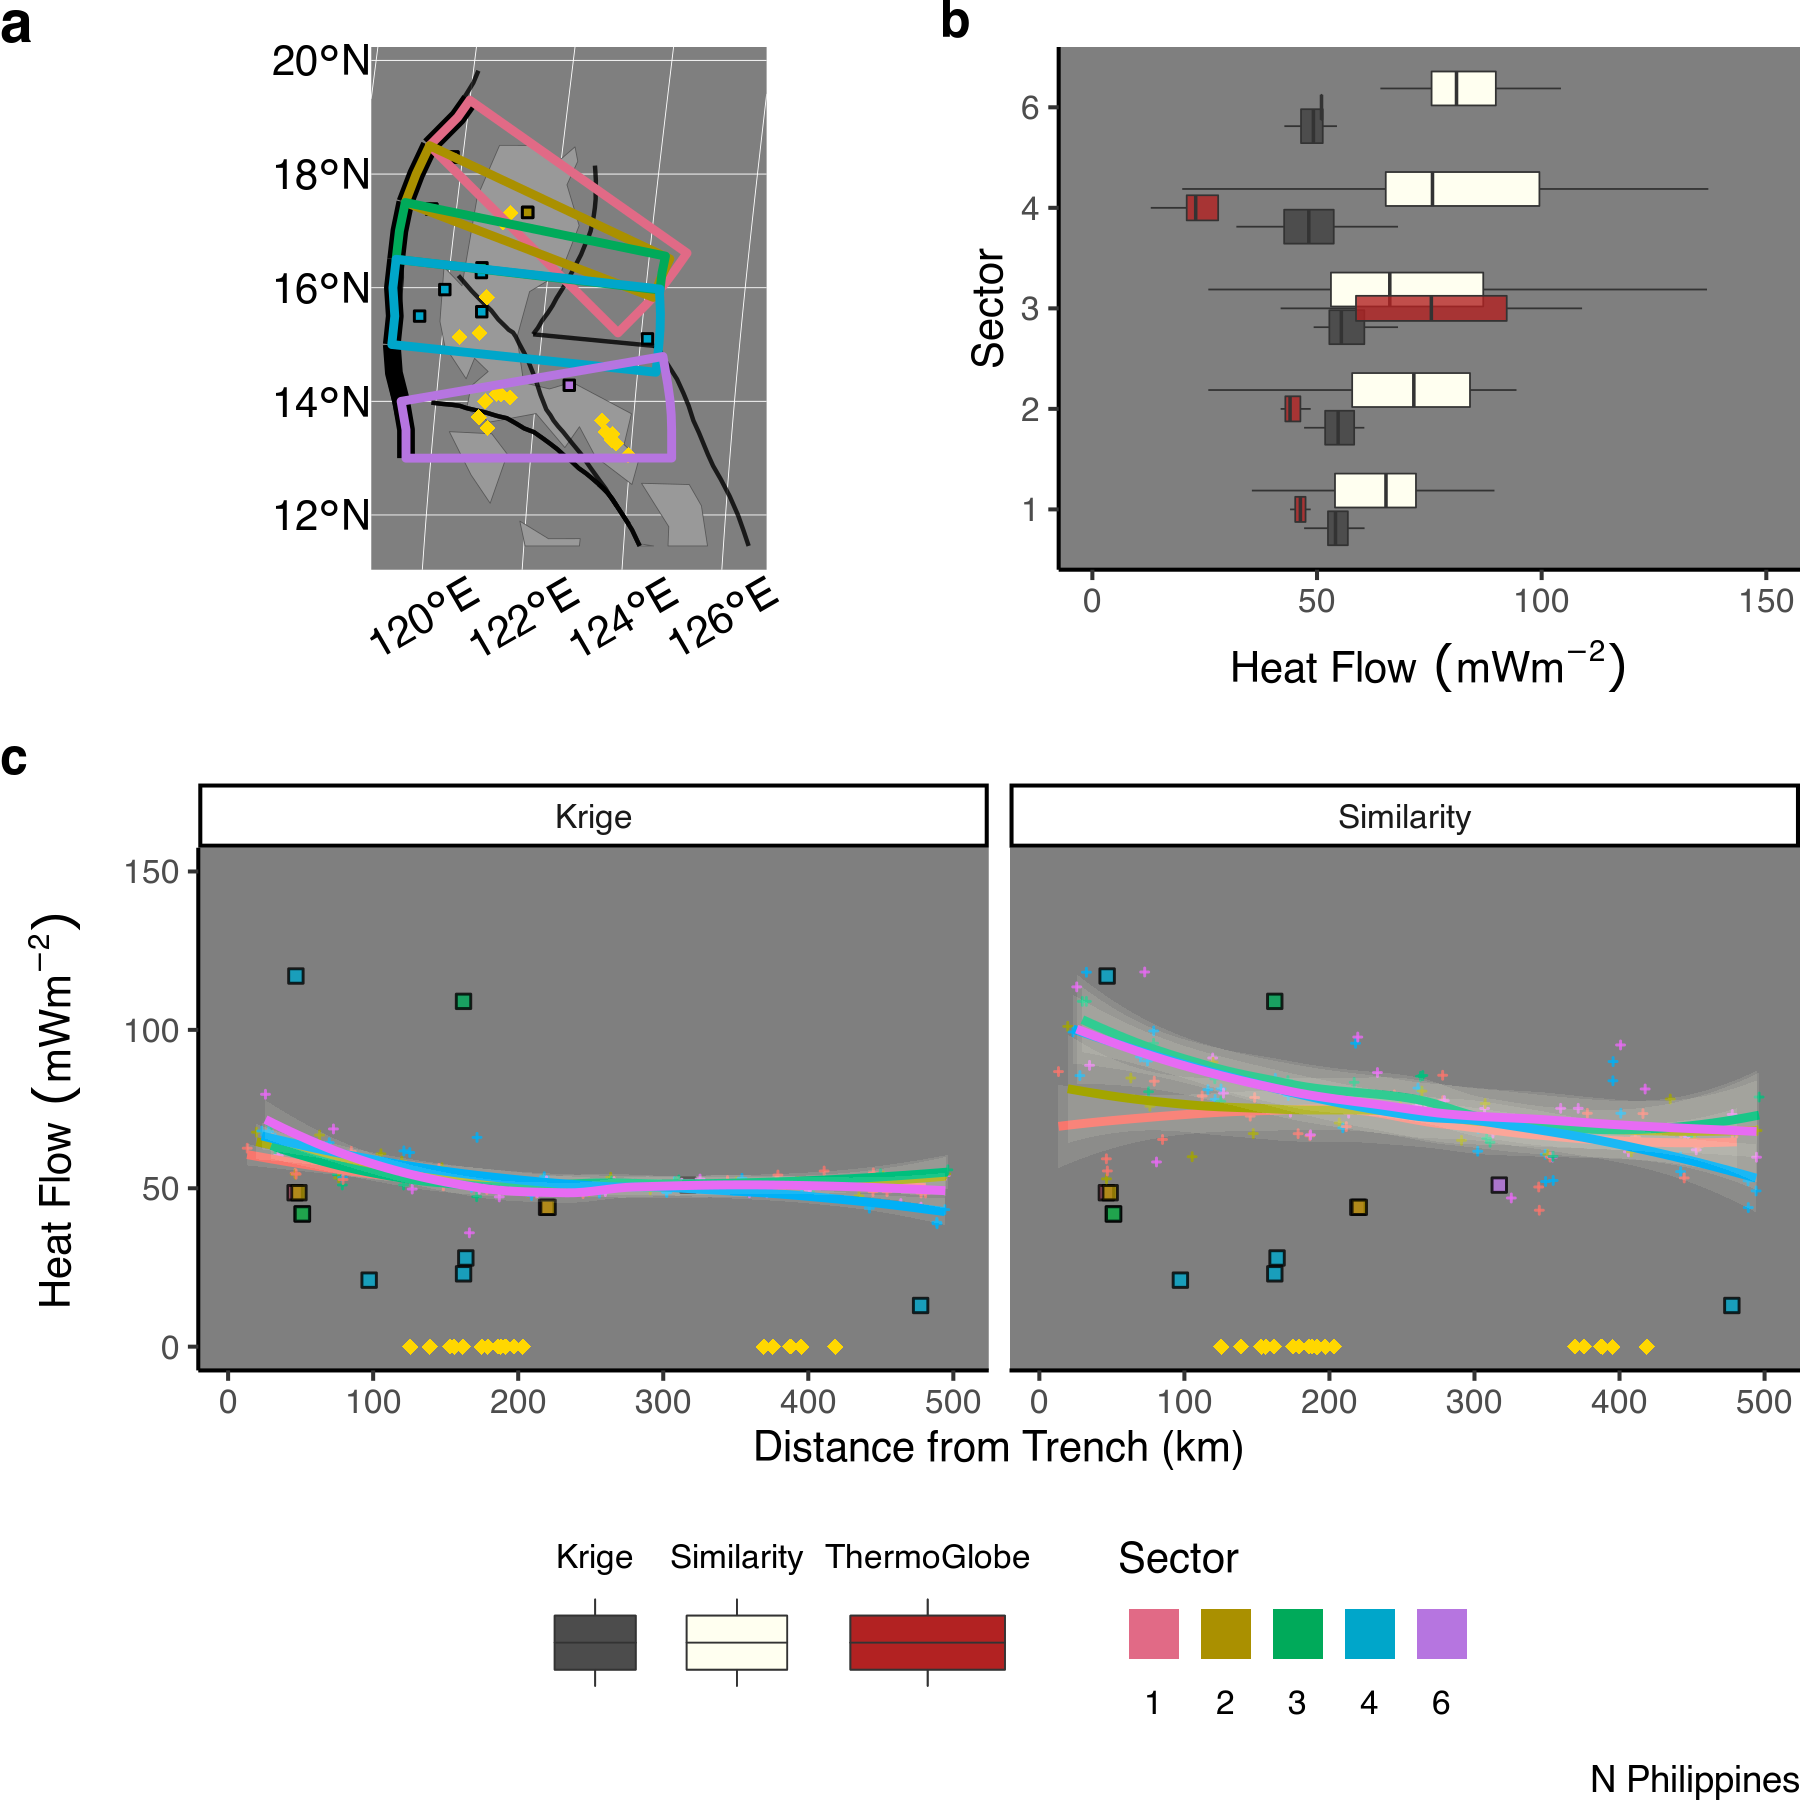 a
20°N
18°N
16°N
14°N
12°N
120°E
122°E
124°E
126°E
b
Sector
6
4
3
2
1
0 50 100 150
Heat Flow (mWm⁻²)
c
Krige
Similarity
Heat Flow (mWm⁻²)
150
100
50
0
0 100 200 300 400 500
0 100 200 300 400 500
Distance from Trench (km)
Krige Similarity ThermoGlobe
Sector
1 2 3 4 6
N Philippines